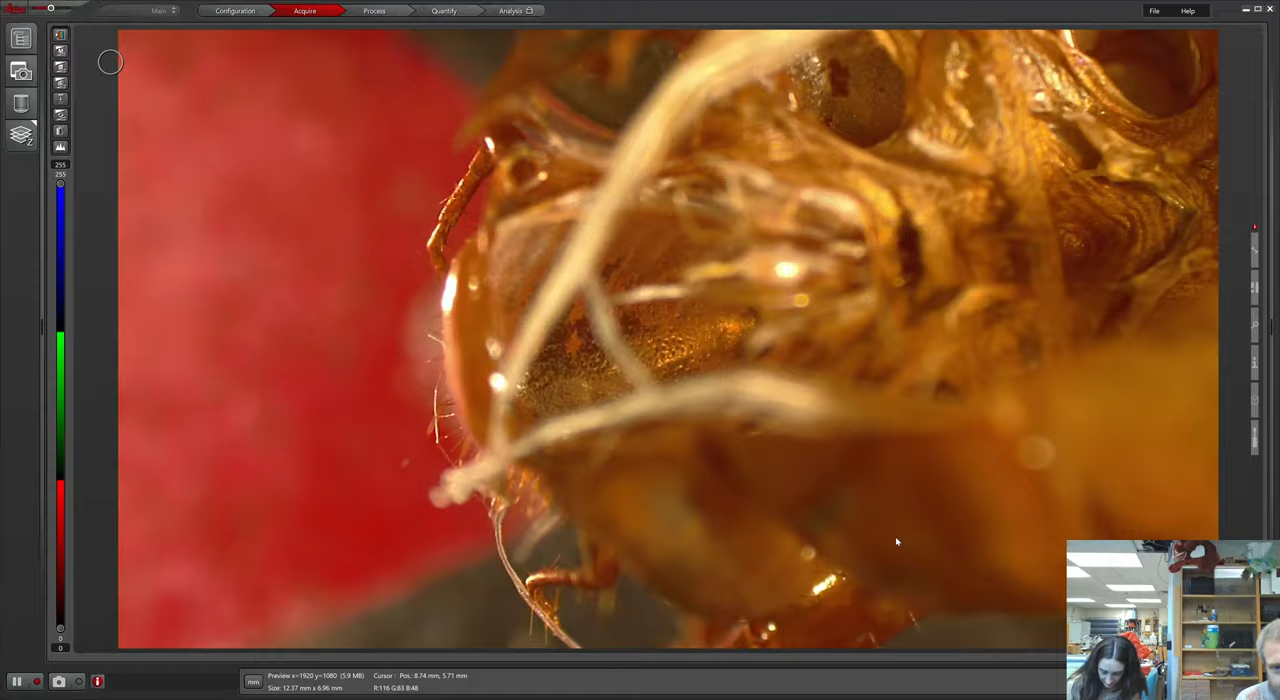 Main
Configuration
Acquire
Process
Quantify
Analysis
File
Help
255
255
0
0
mm
Preview x=1920 y=1080 (5.9 MB)
Size: 12.37 mm x 6.96 mm
Cursor : Pos.: 8.74 mm, 5.71 mm
R:116 G:83 B:48